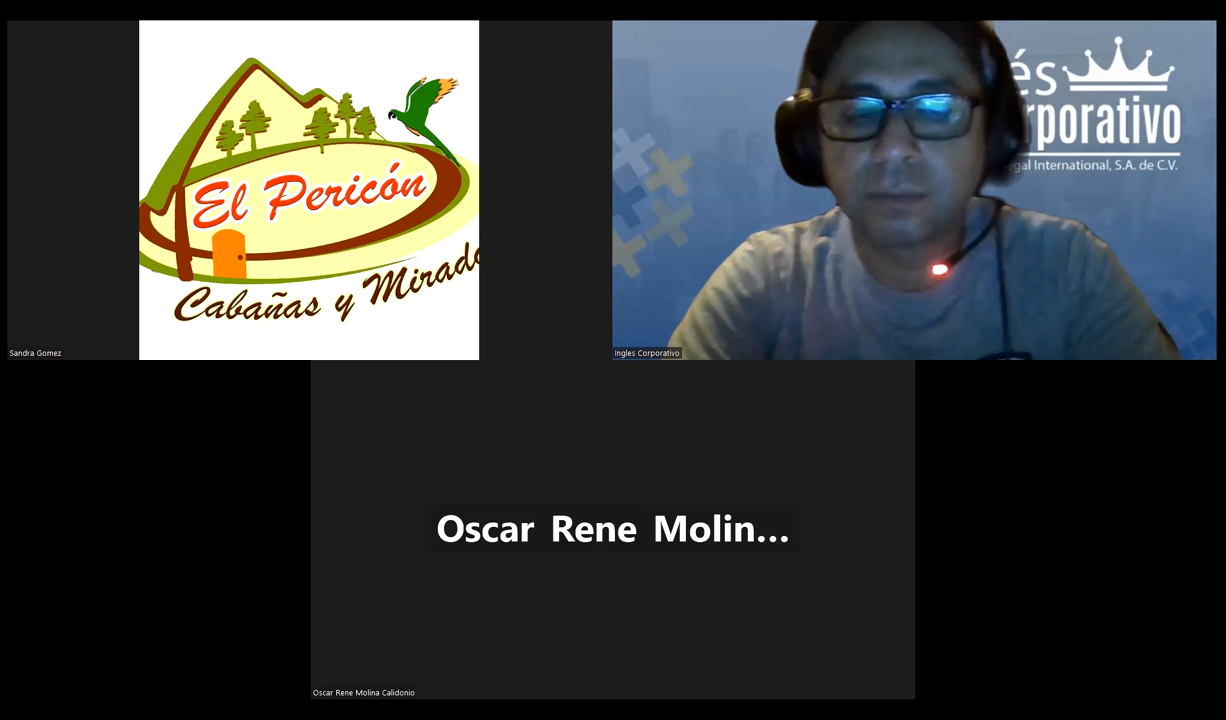 El Pericón
Cabañas y
Sandra Gomez
és
rporativo
egal International, S.A. de C.V.
Ingles Corporativo
Oscar Rene Molin...
Oscar Rene Molina Calidonio